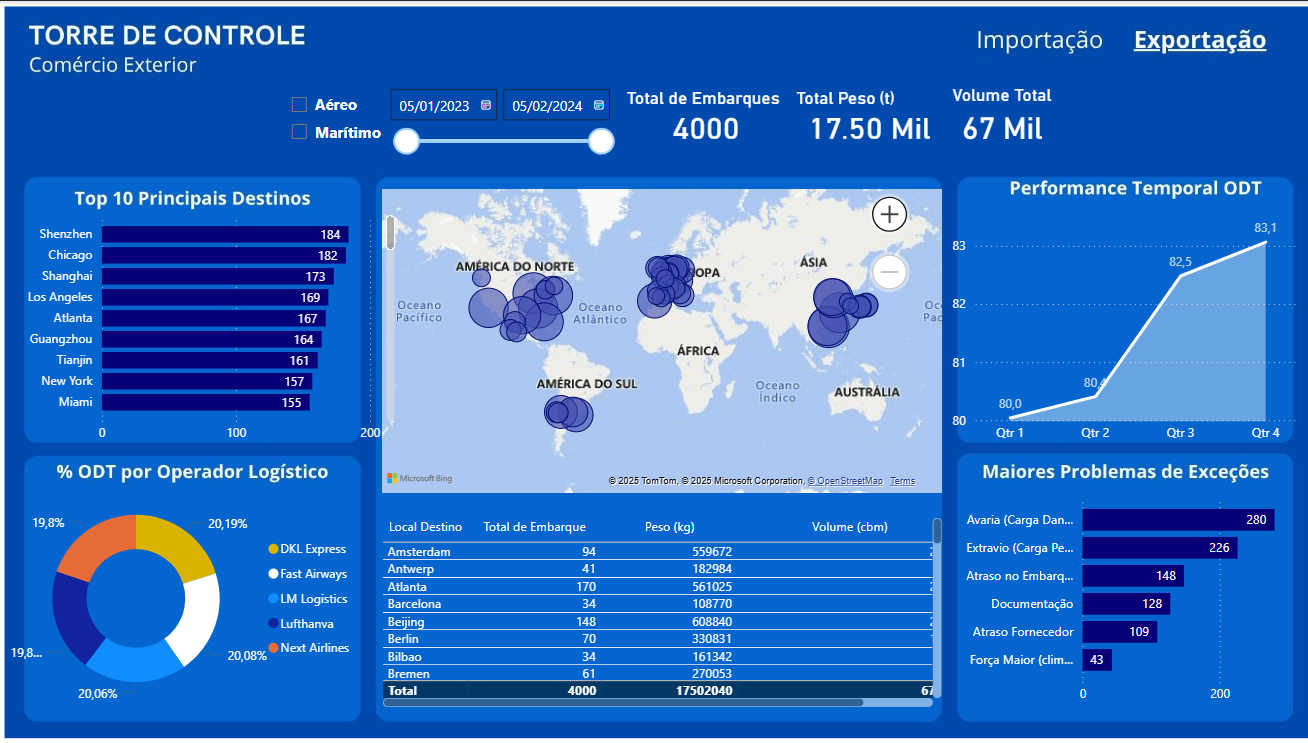 TORRE DE CONTROLE
Comércio Exterior
Importação
Exportação
Aéreo
Marítimo
05/01/2023
05/02/2024
Total de Embarques
4000
Total Peso (t)
17.50 Mil
Volume Total
67 Mil
Top 10 Principais Destinos
Shenzhen 184
Chicago 182
Shanghai 173
Los Angeles 169
Atlanta 167
Guangzhou 164
Tianjin 161
New York 157
Miami 155
0 100 200
% ODT por Operador Logístico
19,8%
20,19%
19,8...
20,08%
20,06%
DKL Express
Fast Airways
LM Logistics
Lufthanva
Next Airlines
AMÉRICA DO NORTE
OPA
ÁSIA
Oceano
Pacífico
Oceano
Atlântico
Oc
Pac
ÁFRICA
AMÉRICA DO SUL
Oceano
Índico
AUSTRÁLIA
Microsoft Bing
© 2025 TomTom, © 2025 Microsoft Corporation, © OpenStreetMap Terms
Local Destino Total de Embarque Peso (kg) Volume (cbm)
Amsterdam 94 559672
Antwerp 41 182984
Atlanta 170 561025
Barcelona 34 108770
Beijing 148 608840
Berlin 70 330831
Bilbao 34 161342
Bremen 61 270053
Total 4000 17502040 67
Performance Temporal ODT
83
82
81
80
80,0
80,4
82,5
83,1
Qtr 1 Qtr 2 Qtr 3 Qtr 4
Maiores Problemas de Exceções
Avaria (Carga Dan... 280
Extravio (Carga Pe... 226
Atraso no Embarq... 148
Documentação 128
Atraso Fornecedor 109
Força Maior (clim... 43
0 200